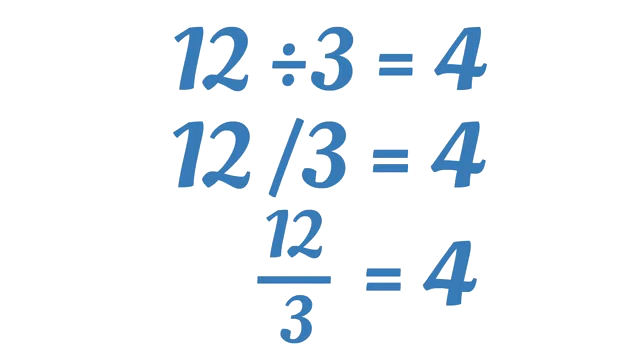 12 ÷ 3 = 4
12 / 3 = 4
12
3
= 4